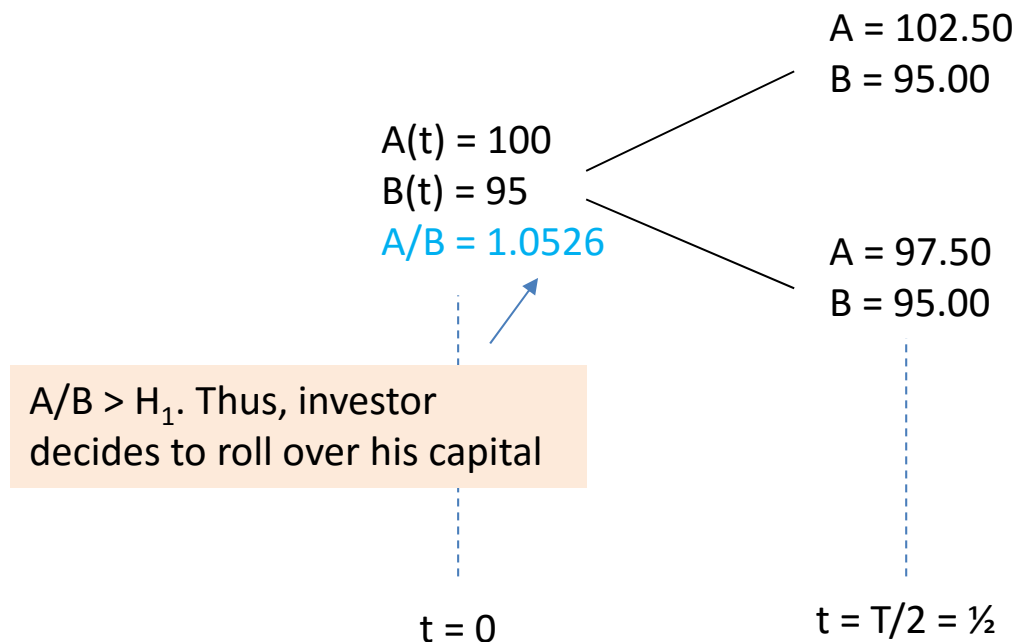 A = 102.50
B = 95.00
A(t) = 100
B(t) = 95
A/B = 1.0526
A = 97.50
B = 95.00
A/B > H₁. Thus, investor
decides to roll over his capital
t = 0
t = T/2 = ½